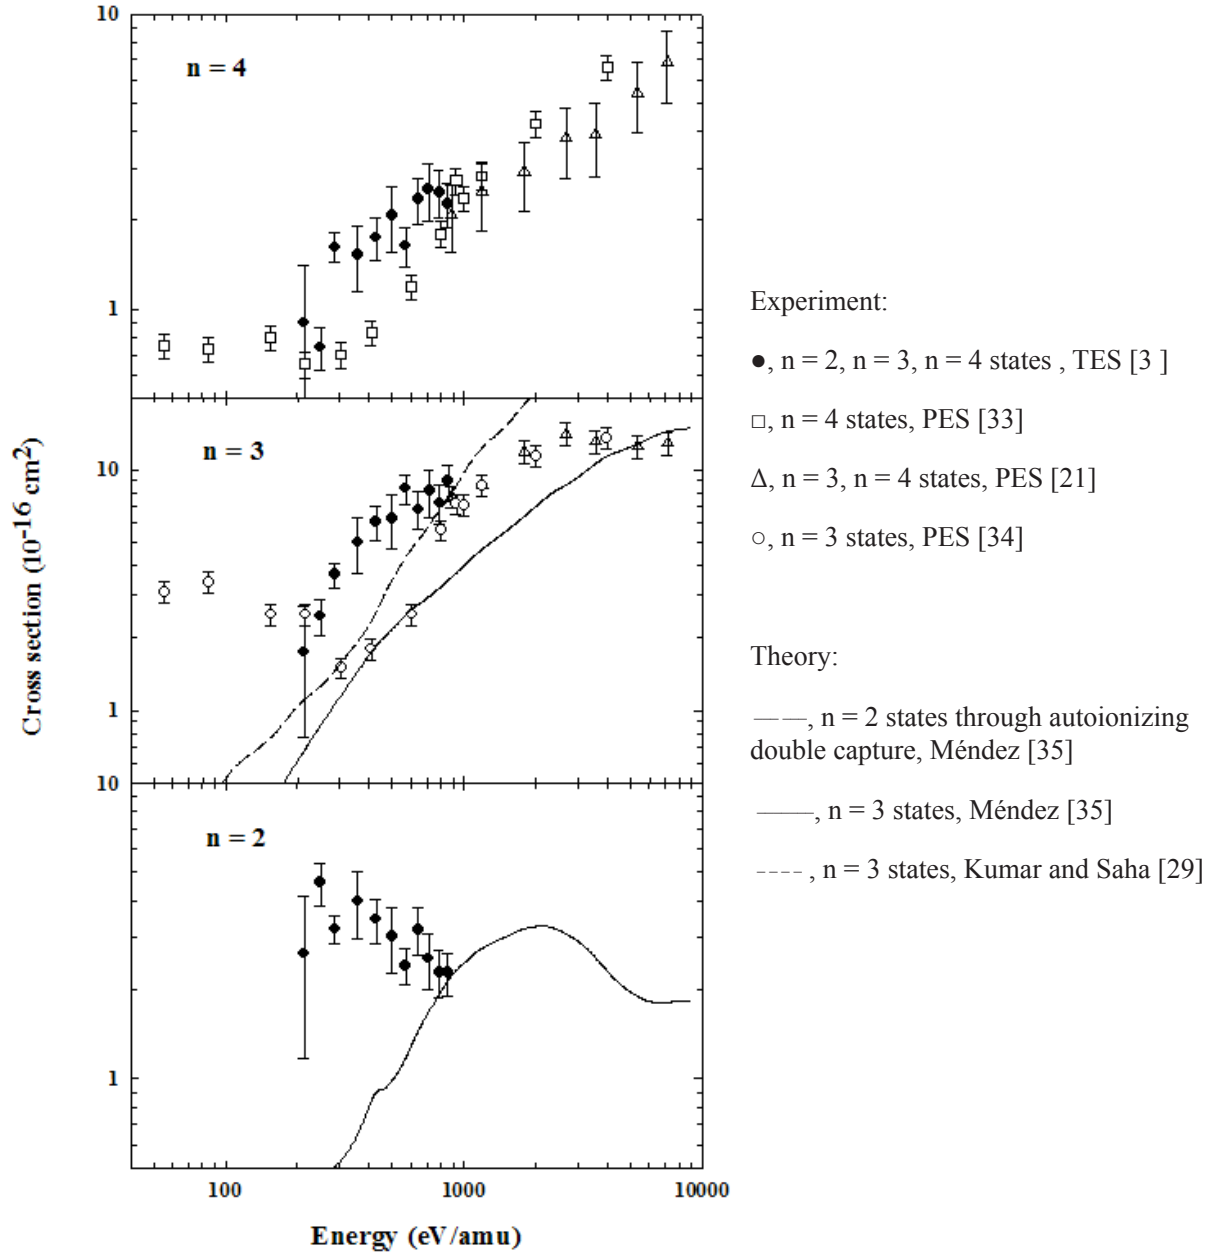 10
n = 4
1
n = 3
10
1
Cross section (10-16 cm2)
10
n = 2
1
100
1000
10000
Energy (eV/amu)
Experiment:
●, n = 2, n = 3, n = 4 states , TES [3 ]
□, n = 4 states, PES [33]
Δ, n = 3, n = 4 states, PES [21]
○, n = 3 states, PES [34]
Theory:
— —, n = 2 states through autoionizing
double capture, Méndez [35]
——, n = 3 states, Méndez [35]
---- , n = 3 states, Kumar and Saha [29]